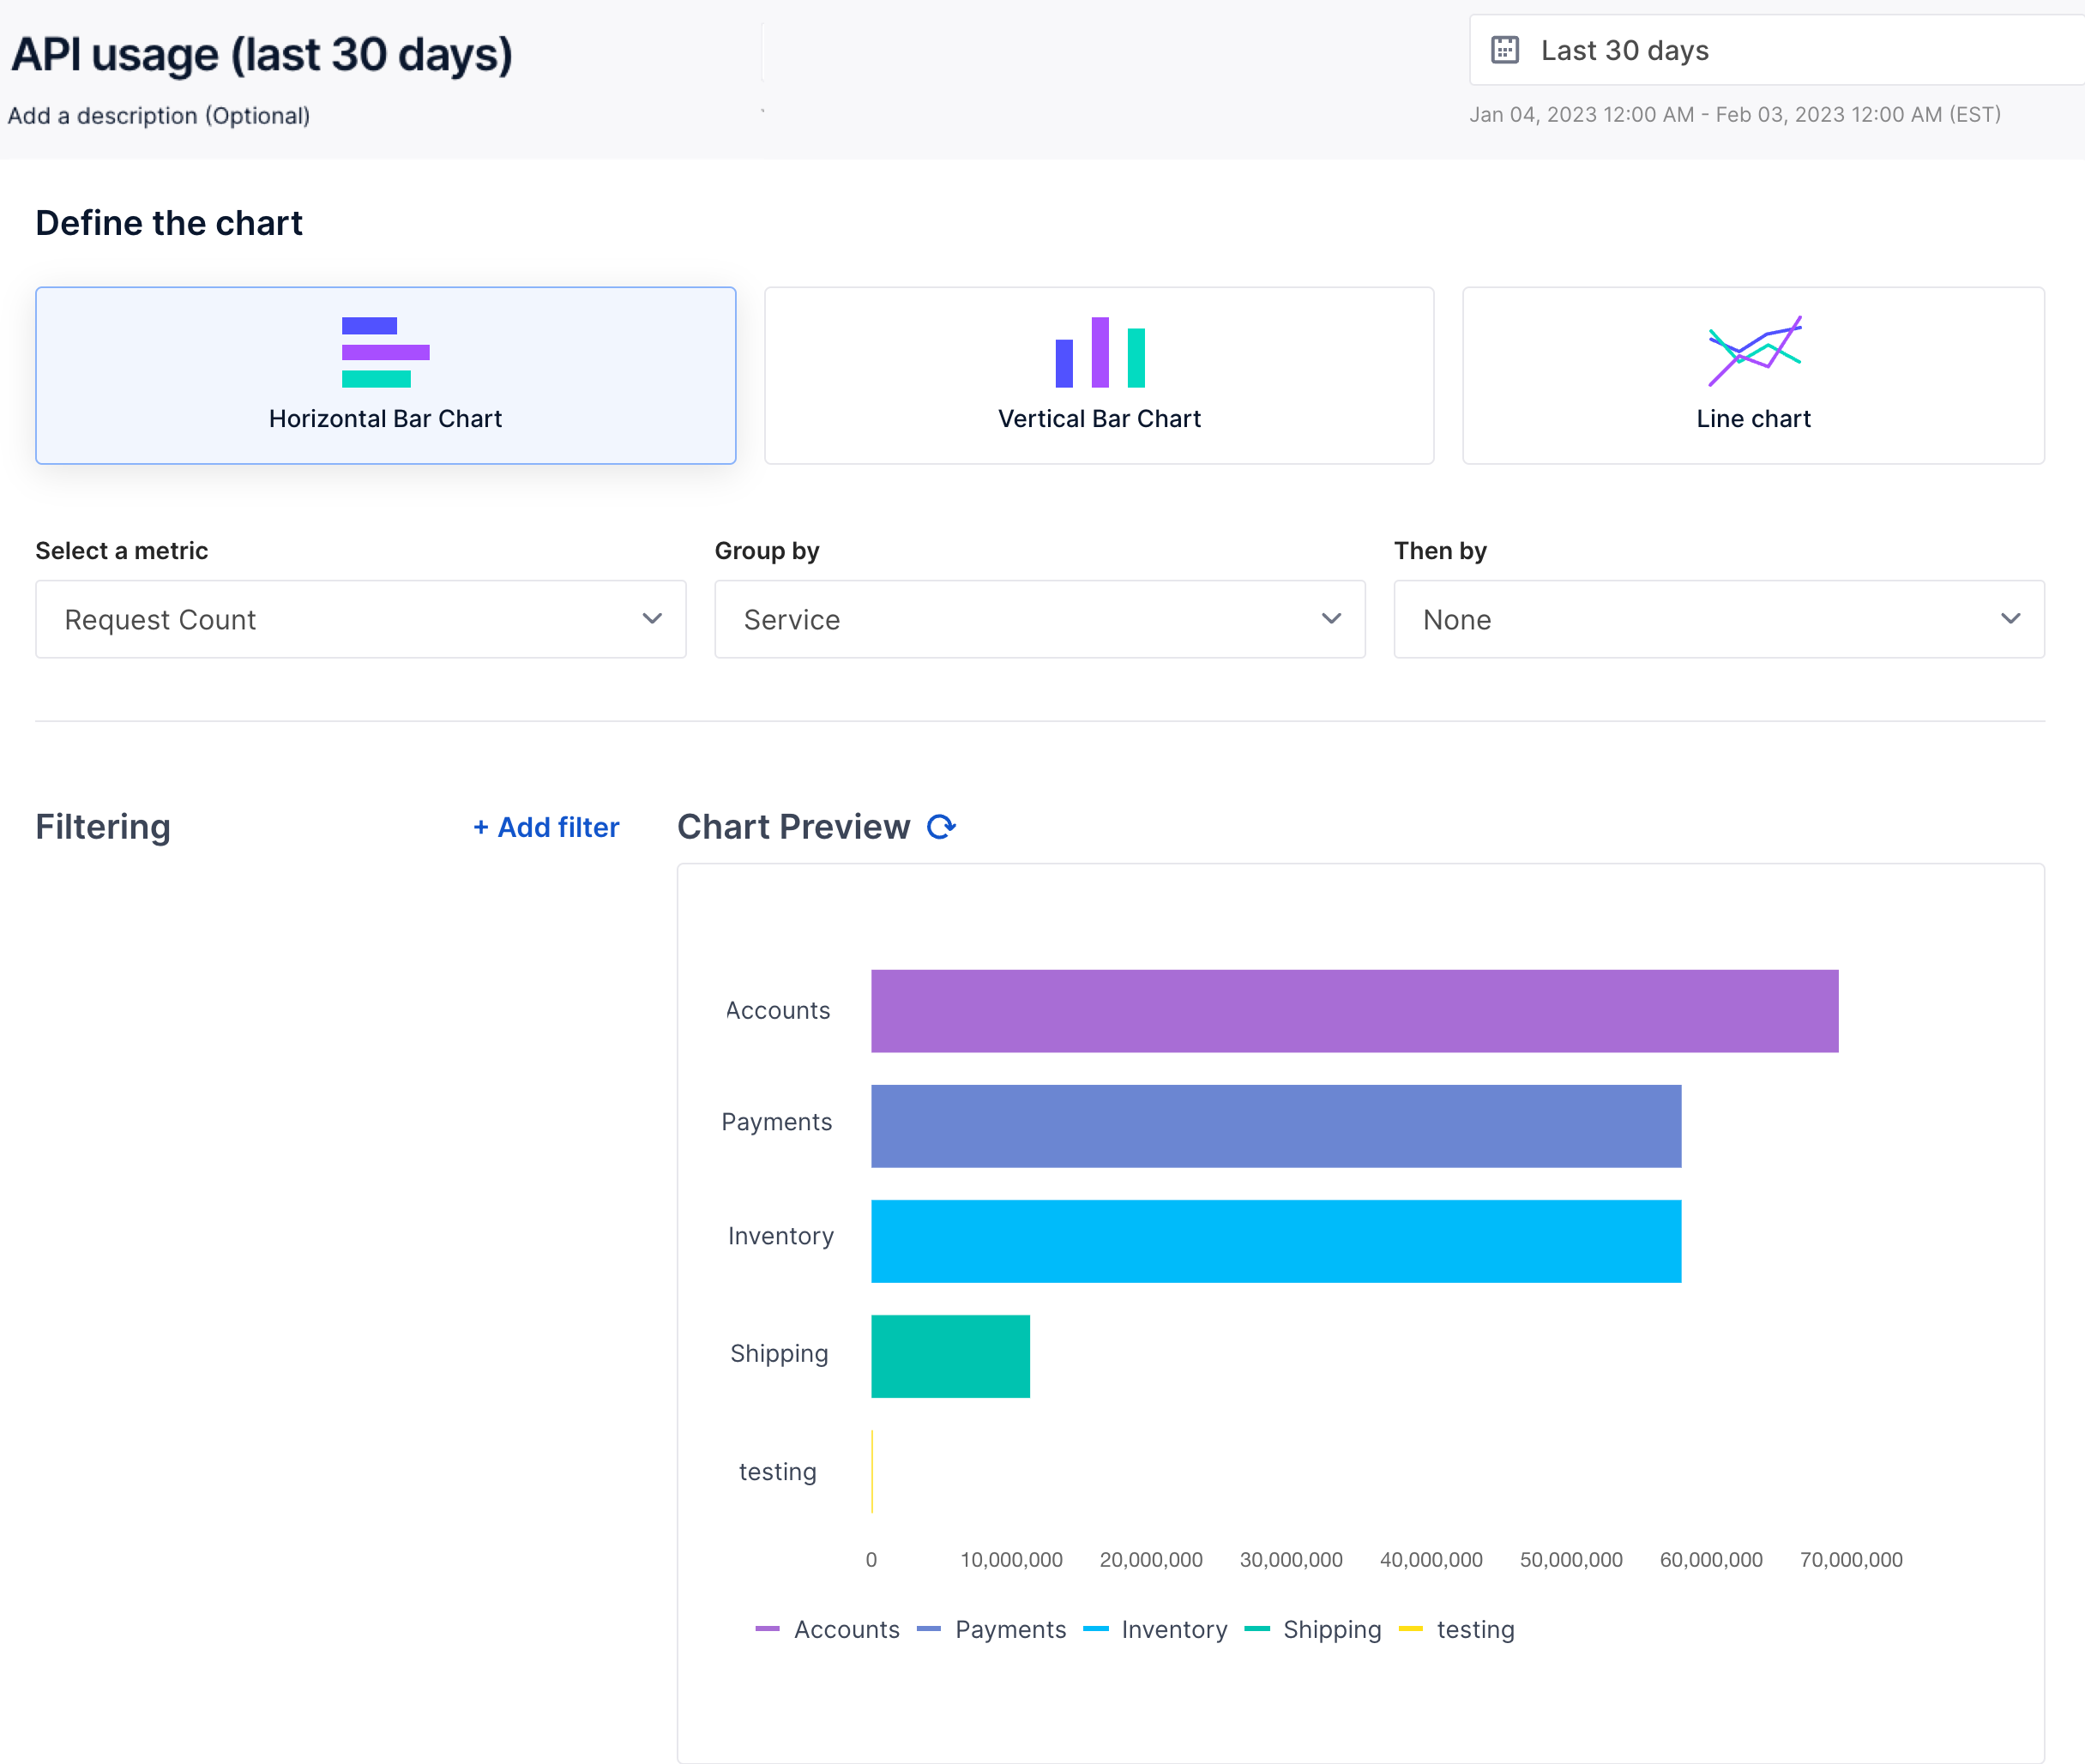 API usage (last 30 days)
Last 30 days
Add a description (Optional)
Jan 04, 2023 12:00 AM - Feb 03, 2023 12:00 AM (EST)
Define the chart
Horizontal Bar Chart
Vertical Bar Chart
Line chart
Select a metric
Group by
Then by
Request Count
Service
None
Filtering
+ Add filter
Chart Preview
Accounts
Payments
Inventory
Shipping
testing
0 10,000,000 20,000,000 30,000,000 40,000,000 50,000,000 60,000,000 70,000,000
Accounts Payments Inventory Shipping testing